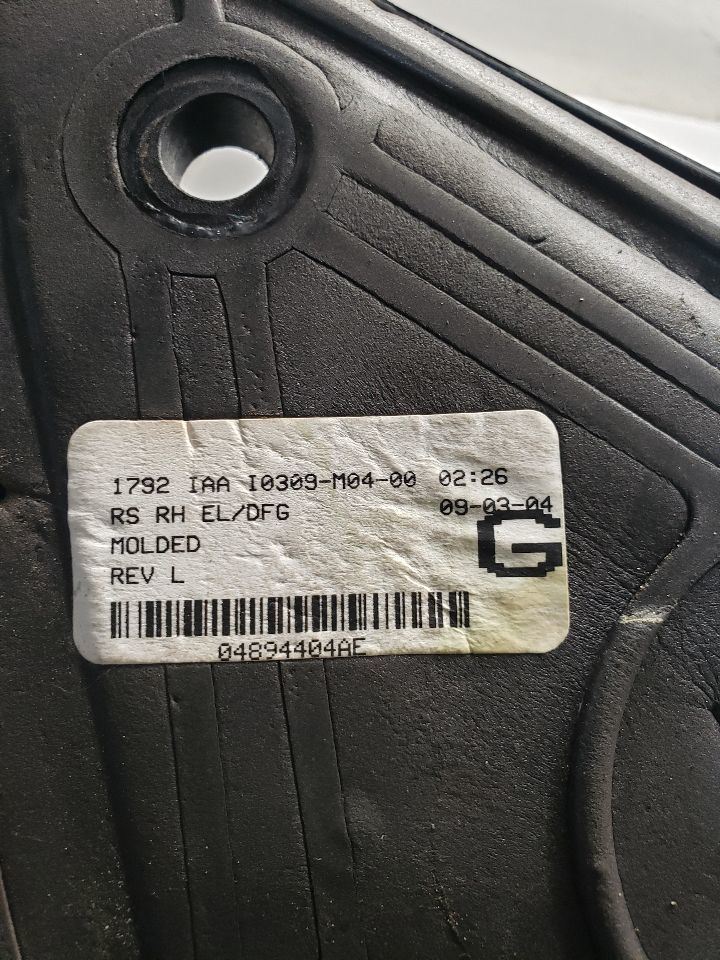 1792 IAA I0309-M04-00 02:26
RS RH EL/DFG 09-03-04
MOLDED G
REV L
04894404AE